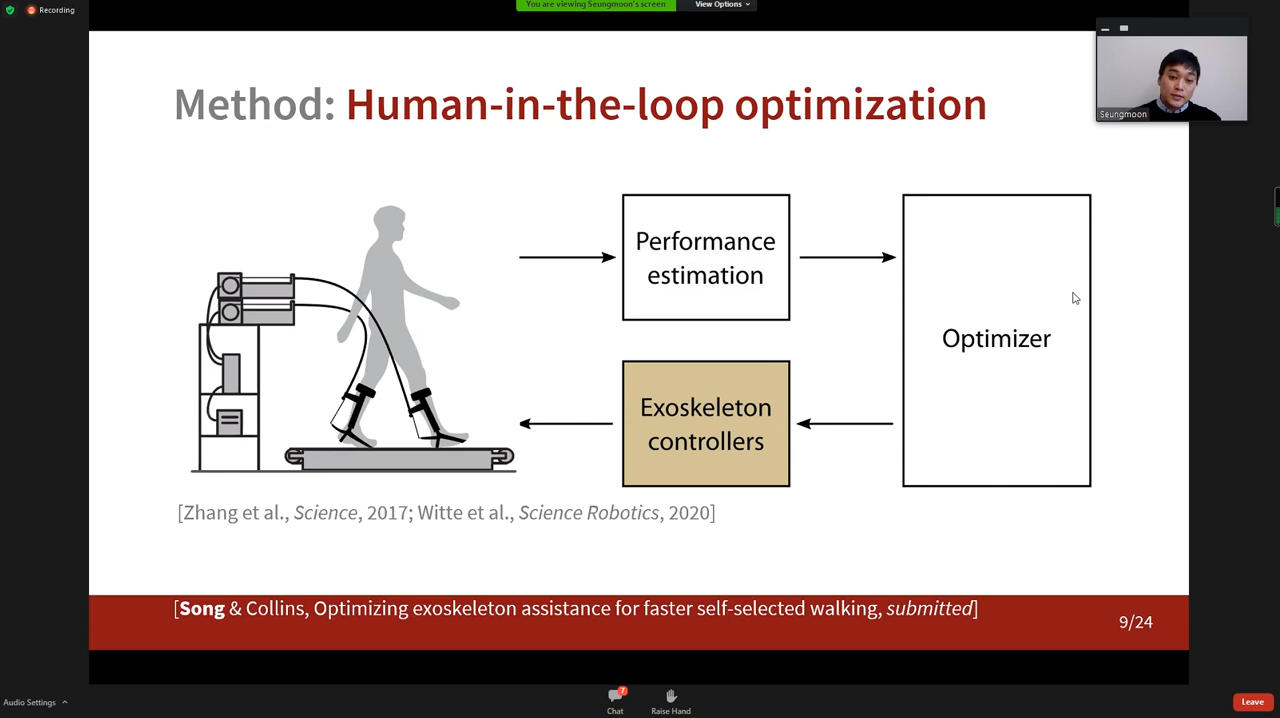 Recording
You are viewing Seungmoon's screen
View Options
Method: Human-in-the-loop optimization
Seungmoon
Performance
estimation
Optimizer
Exoskeleton
controllers
[Zhang et al., Science, 2017; Witte et al., Science Robotics, 2020]
[Song & Collins, Optimizing exoskeleton assistance for faster self-selected walking, submitted]
9/24
Audio Settings
7
Chat
Raise Hand
Leave